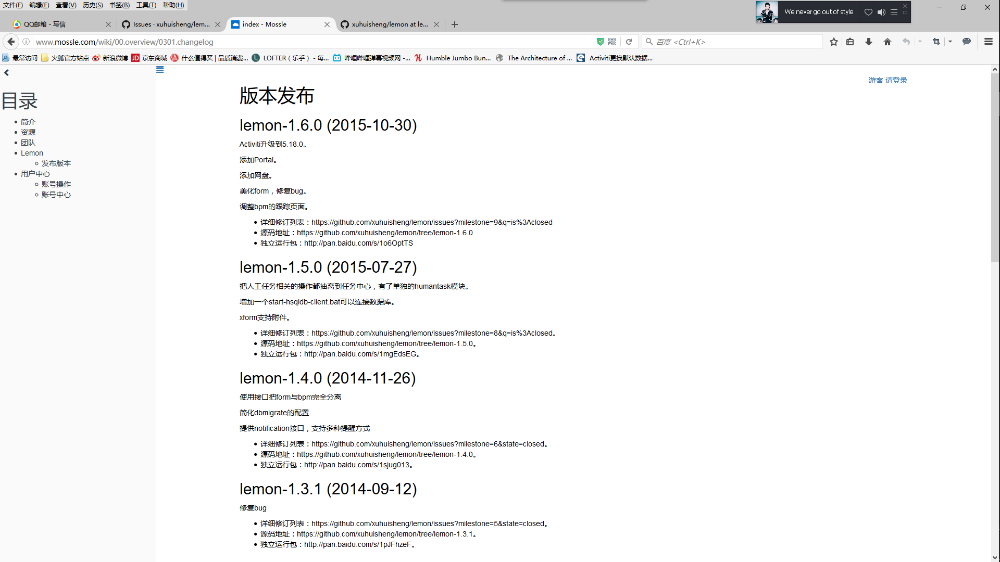 文件(F) 编辑(E) 查看(V) 历史(S) 书签(B) 工具(T) 帮助(H)
We never go out of style
QQ邮箱 - 写信
Issues · xuhuisheng/lem...
index - Mossle
xuhuisheng/lemon at le...
www.mossle.com/wiki/00.overview/0301.changelog
百度 <Ctrl+K>
最常访问 火狐官方站点 新浪微博 JD 京东商城 什么值得买 | 品质消费... LOFTER（乐乎） - 每... 哔哩哔哩弹幕视频网 -... Humble Jumbo Bun... The Architecture of ... Activiti更换默认数据...
游客 请登录
目录
简介
资源
团队
Lemon
发布版本
用户中心
账号操作
账号中心
版本发布
lemon-1.6.0 (2015-10-30)
Activiti升级到5.18.0。
添加Portal。
添加网盘。
美化form，修复bug。
调整bpm的跟踪页面。
详细修订列表：https://github.com/xuhuisheng/lemon/issues?milestone=9&q=is%3Aclosed
源码地址：https://github.com/xuhuisheng/lemon/tree/lemon-1.6.0
独立运行包：http://pan.baidu.com/s/1o6OptTS
lemon-1.5.0 (2015-07-27)
把人工任务相关的操作都抽离到任务中心，有了单独的humantask模块。
增加一个start-hsqldb-client.bat可以连接数据库。
xform支持附件。
详细修订列表：https://github.com/xuhuisheng/lemon/issues?milestone=8&q=is%3Aclosed。
源码地址：https://github.com/xuhuisheng/lemon/tree/lemon-1.5.0。
独立运行包：http://pan.baidu.com/s/1mgEdsEG。
lemon-1.4.0 (2014-11-26)
使用接口把form与bpm完全分离
简化dbmigrate的配置
提供notification接口，支持多种提醒方式
详细修订列表：https://github.com/xuhuisheng/lemon/issues?milestone=6&state=closed。
源码地址：https://github.com/xuhuisheng/lemon/tree/lemon-1.4.0。
独立运行包：http://pan.baidu.com/s/1sjug013。
lemon-1.3.1 (2014-09-12)
修复bug
详细修订列表：https://github.com/xuhuisheng/lemon/issues?milestone=5&state=closed。
源码地址：https://github.com/xuhuisheng/lemon/tree/lemon-1.3.1。
独立运行包：http://pan.baidu.com/s/1pJFhzeF。